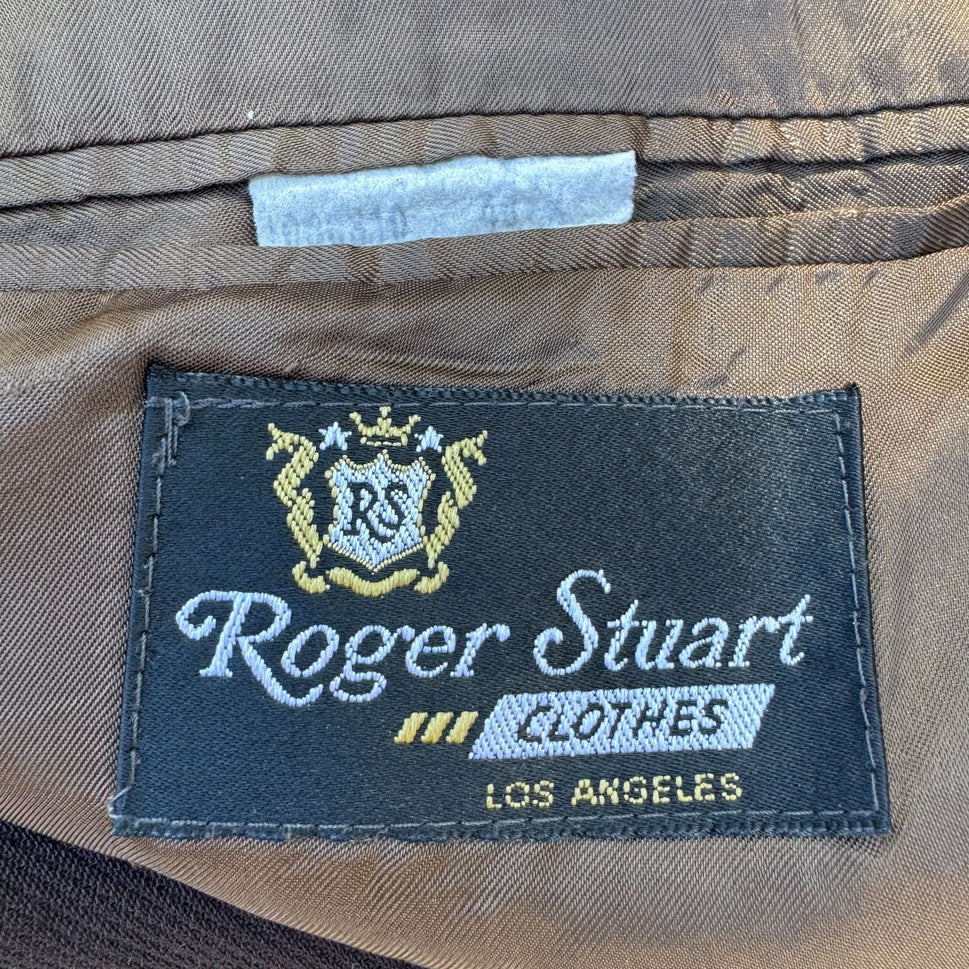 RS
Roger Stuart
CLOTHES
LOS ANGELES